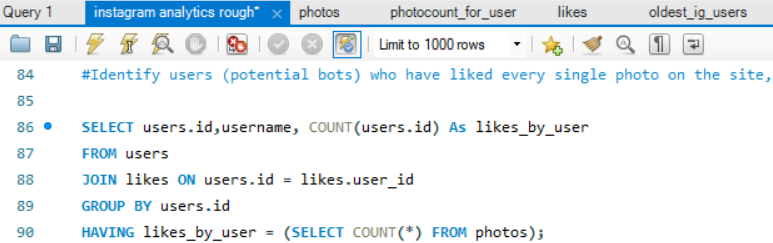 Query 1 instagram analytics rough* photos photocount_for_user likes oldest_ig_users
Limit to 1000 rows
84 #Identify users (potential bots) who have liked every single photo on the site,
85
86 SELECT users.id,username, COUNT(users.id) As likes_by_user
87 FROM users
88 JOIN likes ON users.id = likes.user_id
89 GROUP BY users.id
90 HAVING likes_by_user = (SELECT COUNT(*) FROM photos);